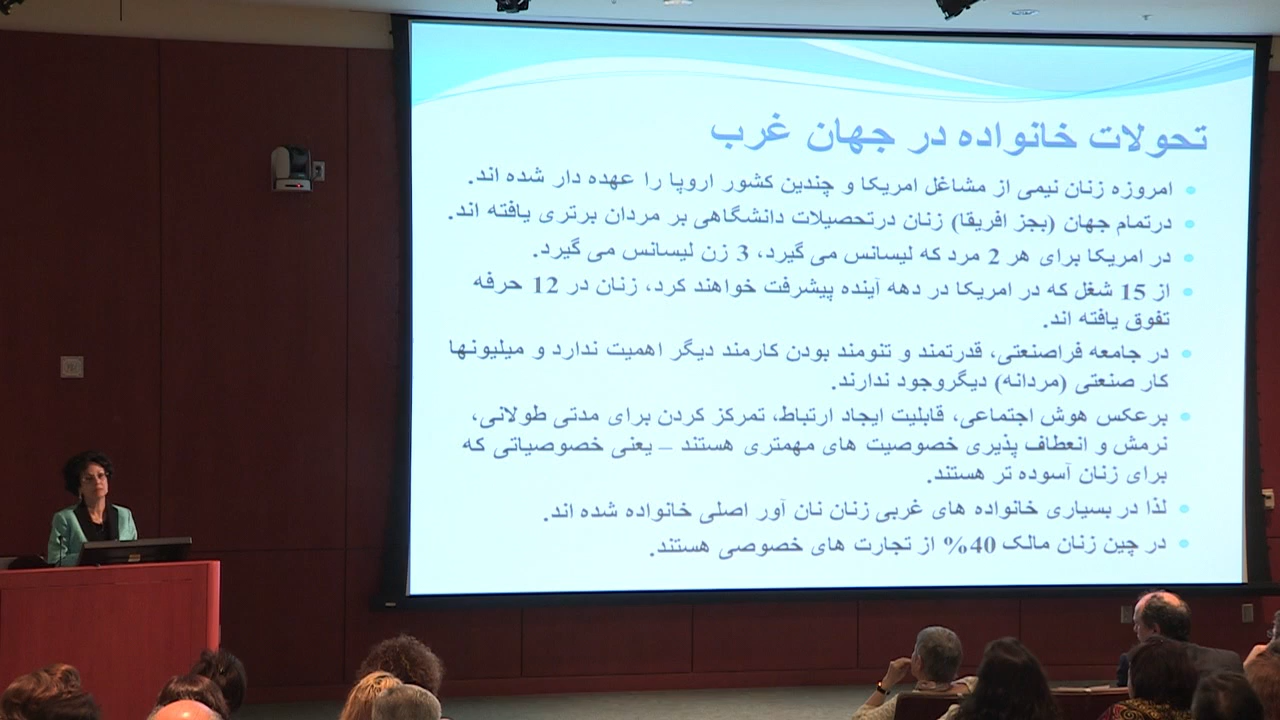 تحولات خانواده در جهان غرب
امروزه زنان نیمی از مشاغل امریکا و چندین کشور اروپا را عهده دار شده اند.
درتمام جهان (بجز افریقا) زنان درتحصیلات دانشگاهی بر مردان برتری یافته اند.
در امریکا برای هر 2 مرد که لیسانس می گیرد، 3 زن لیسانس می گیرد.
از 15 شغل که در امریکا در دهه آینده پیشرفت خواهند کرد، زنان در 12 حرفه
تفوق یافته اند.
در جامعه فراصنعتی، قدرتمند و تنومند بودن کارمند دیگر اهمیت ندارد و میلیونها
کار صنعتی (مردانه) دیگروجود ندارند.
برعکس هوش اجتماعی، قابلیت ایجاد ارتباط، تمرکز کردن برای مدتی طولانی،
نرمش و انعطاف پذیری خصوصیت های مهمتری هستند – یعنی خصوصیاتی که
برای زنان آسوده تر هستند.
لذا در بسیاری خانواده های غربی زنان نان آور اصلی خانواده شده اند.
در چین زنان مالک 40% از تجارت های خصوصی هستند.